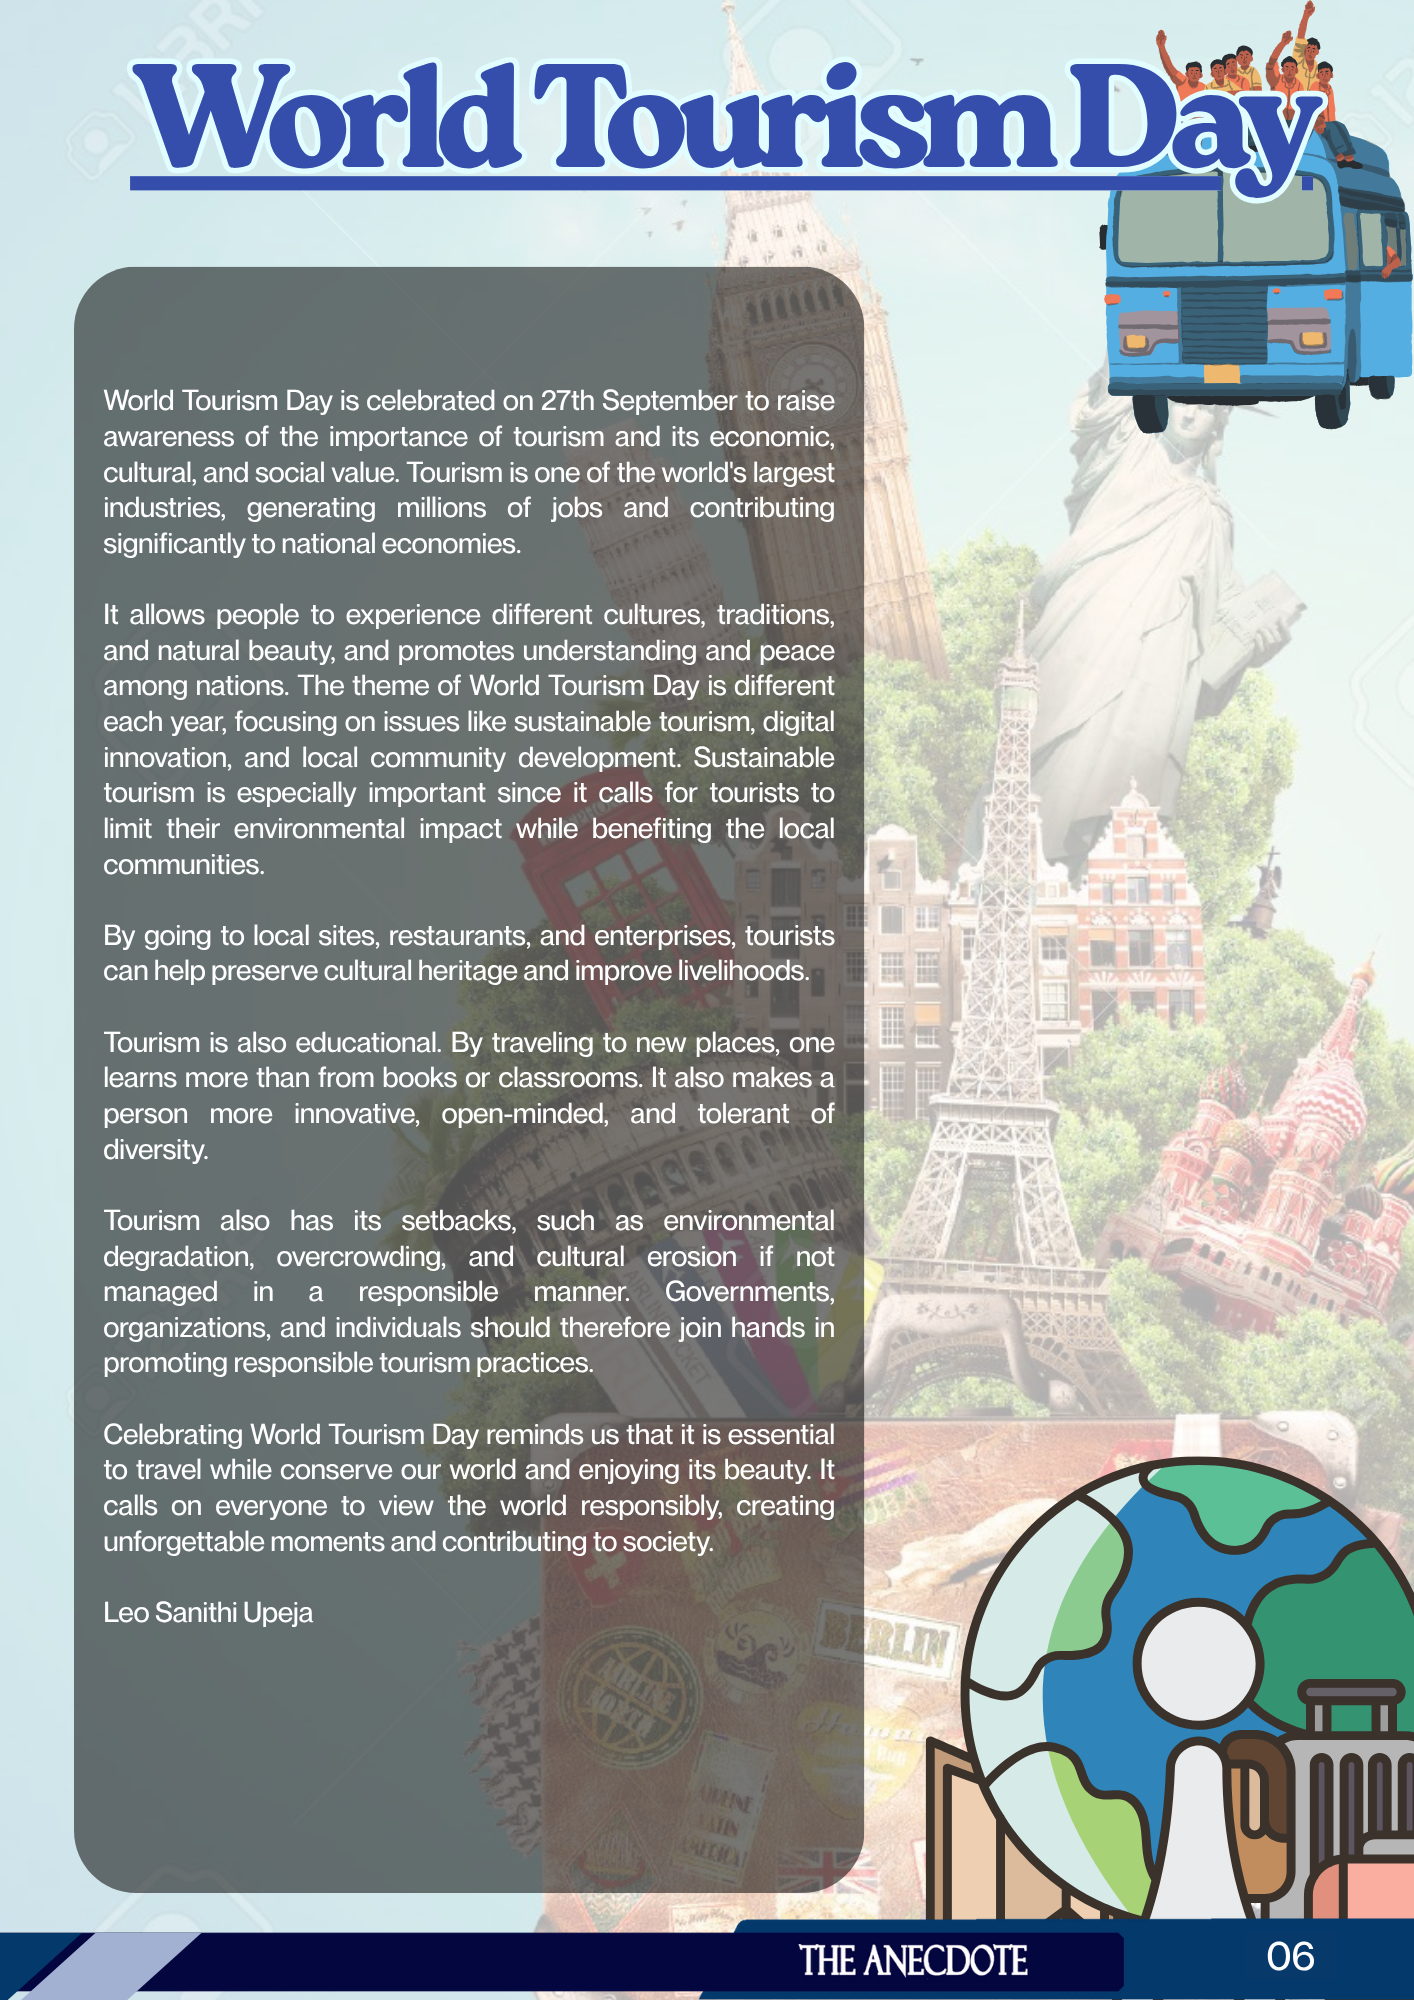 World Tourism Day
World Tourism Day is celebrated on 27th September to raise
awareness of the importance of tourism and its economic,
cultural, and social value. Tourism is one of the world's largest
industries, generating millions of jobs and contributing
significantly to national economies.
It allows people to experience different cultures, traditions,
and natural beauty, and promotes understanding and peace
among nations. The theme of World Tourism Day is different
each year, focusing on issues like sustainable tourism, digital
innovation, and local community development. Sustainable
tourism is especially important since it calls for tourists to
limit their environmental impact while benefiting the local
communities.
By going to local sites, restaurants, and enterprises, tourists
can help preserve cultural heritage and improve livelihoods.
Tourism is also educational. By traveling to new places, one
learns more than from books or classrooms. It also makes a
person more innovative, open-minded, and tolerant of
diversity.
Tourism also has its setbacks, such as environmental
degradation, overcrowding, and cultural erosion if not
managed in a responsible manner. Governments,
organizations, and individuals should therefore join hands in
promoting responsible tourism practices.
Celebrating World Tourism Day reminds us that it is essential
to travel while conserve our world and enjoying its beauty. It
calls on everyone to view the world responsibly, creating
unforgettable moments and contributing to society.
Leo Sanithi Upeja
BERLIN
AIRLINE
NORTH
Hawaii
AIRLINE
LATIN
AMERICA
THE ANECDOTE
06